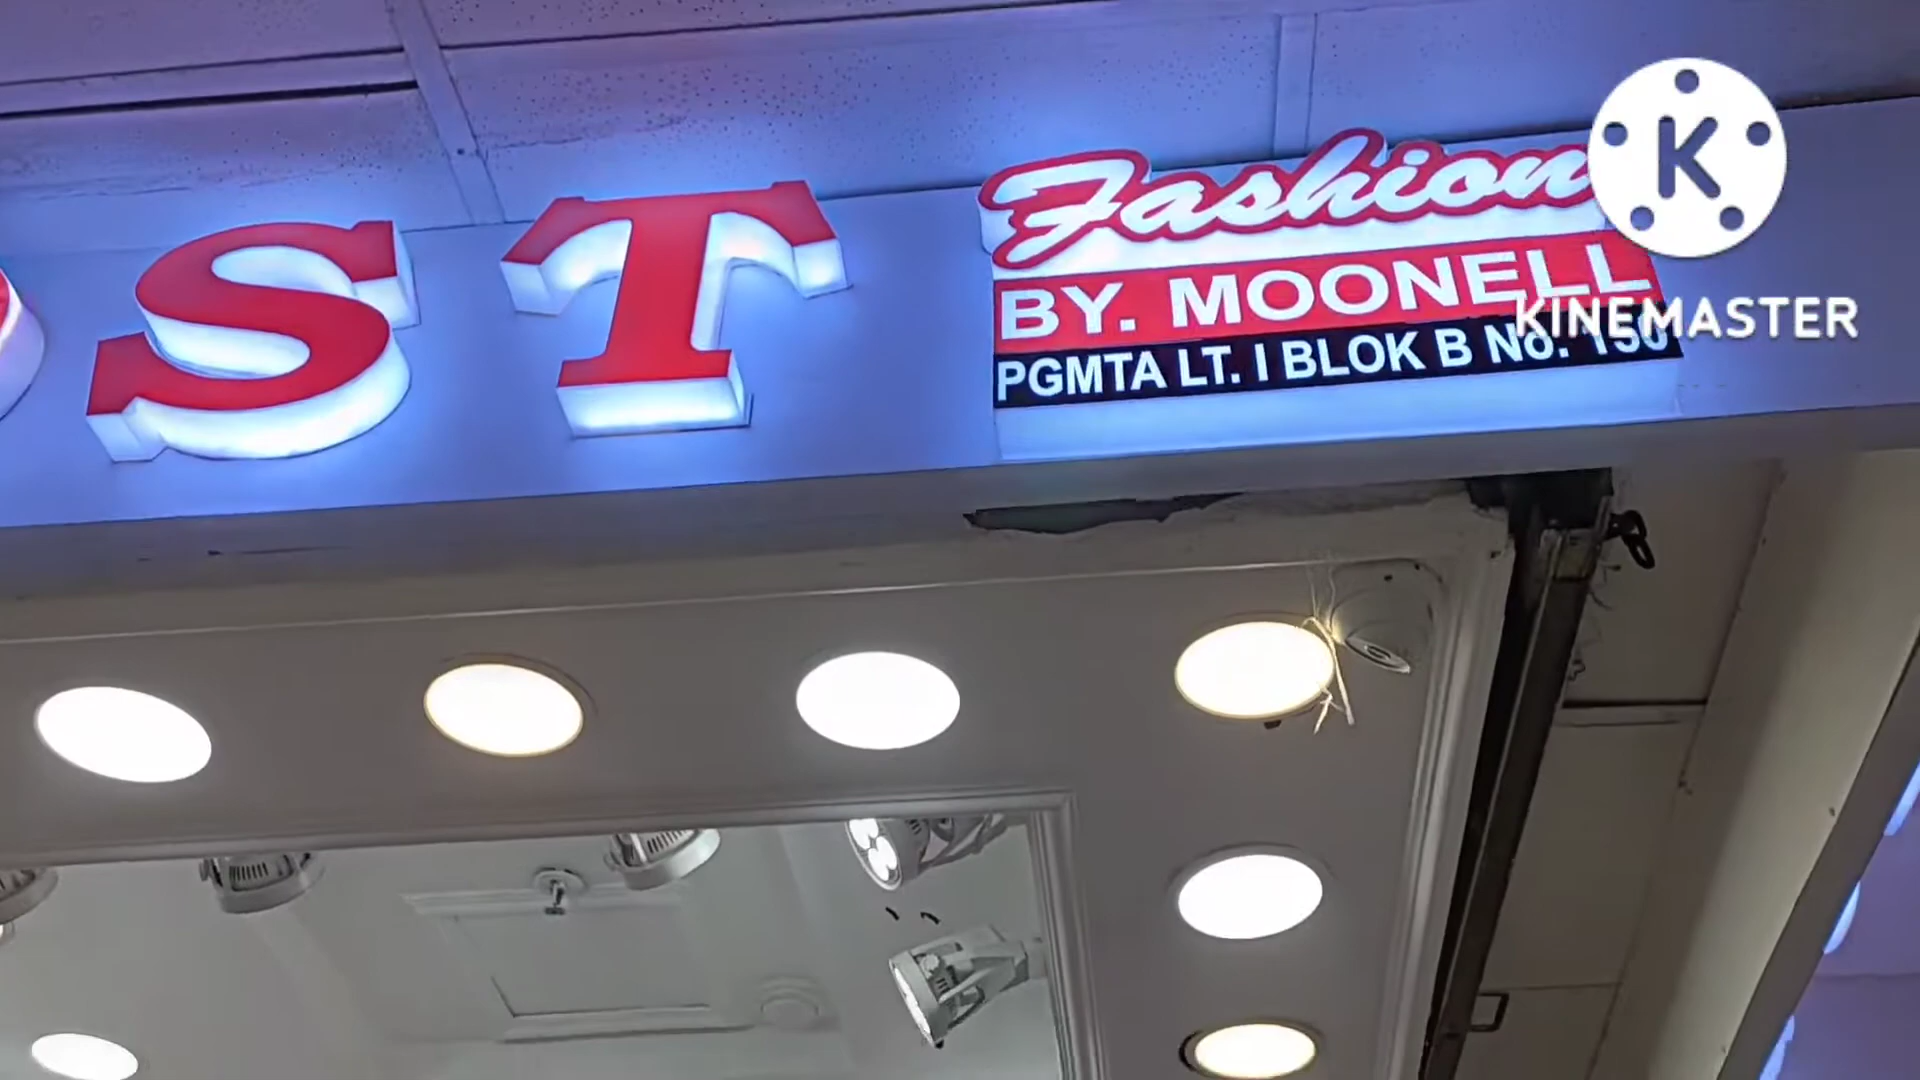 ST
Fashion
BY. MOONELL
PGMTA LT. I BLOK B No. 150
K
KINEMASTER